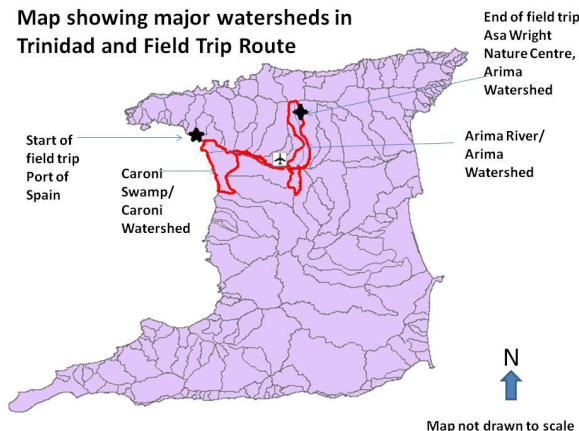 Map showing major watersheds in
Trinidad and Field Trip Route
End of field trip
Asa Wright
Nature Centre,
Arima
Watershed
Start of
field trip
Port of
Spain
Caroni
Swamp/
Caroni
Watershed
Arima River/
Arima
Watershed
N
Map not drawn to scale